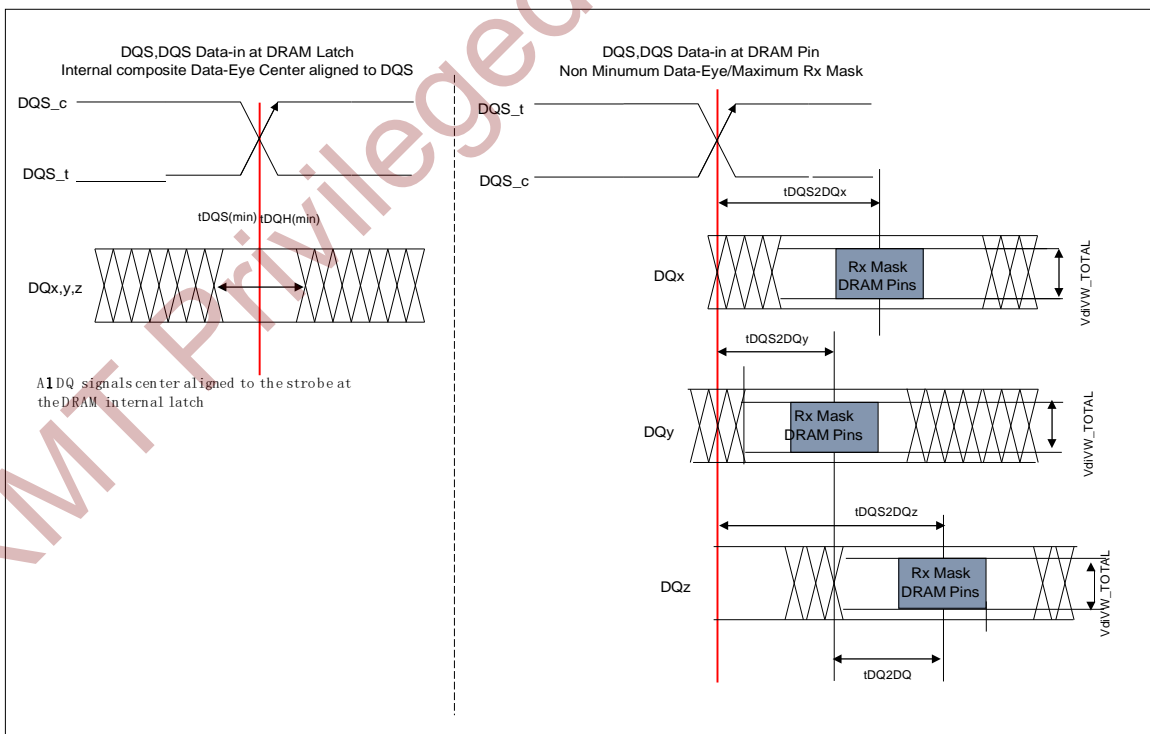 DQS,DQS Data-in at DRAM Latch
Internal composite Data-Eye Center aligned to DQS
DQS_c
DQS_t
tDQS(min)
tDQH(min)
DQx,y,z
A1DQ signals center aligned to the strobe at
the DRAM internal latch
DQS,DQS Data-in at DRAM Pin
Non Minumum Data-Eye/Maximum Rx Mask
DQS_t
DQS_c
tDQS2DQx
DQx
Rx Mask
DRAM Pins
VdiVW_TOTAL
tDQS2DQy
DQy
Rx Mask
DRAM Pins
VdiVW_TOTAL
tDQS2DQz
DQz
Rx Mask
DRAM Pins
VdiVW_TOTAL
tDQ2DQ
MT Privileged